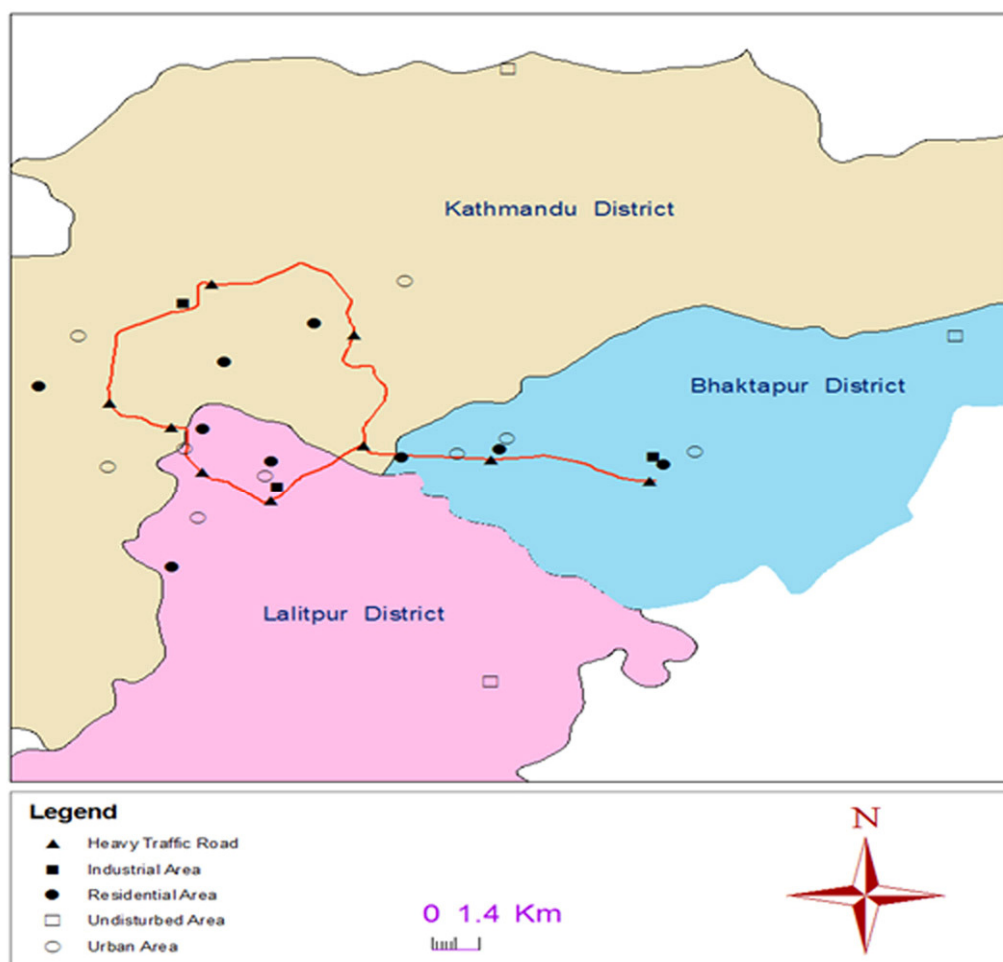 Kathmandu District
Bhaktapur District
Lalitpur District
Legend
Heavy Traffic Road
Industrial Area
Residential Area
Undisturbed Area
Urban Area
0 1.4 Km
N